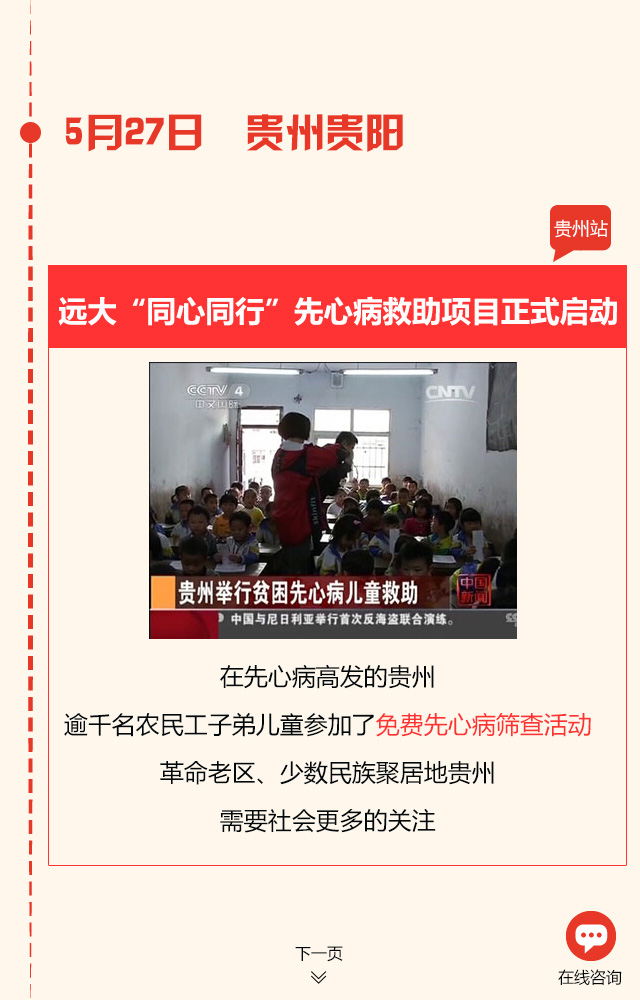 5月27日 贵州贵阳
贵州站
远大“同心同行”先心病救助项目正式启动
CCTV 4
中文国际
CNTV
贵州举行贫困先心病儿童救助
中国
新闻
中国与尼日利亚举行首次反海盗联合演练。
在先心病高发的贵州
逾千名农民工子弟儿童参加了免费先心病筛查活动
革命老区、少数民族聚居地贵州
需要社会更多的关注
下一页
在线咨询